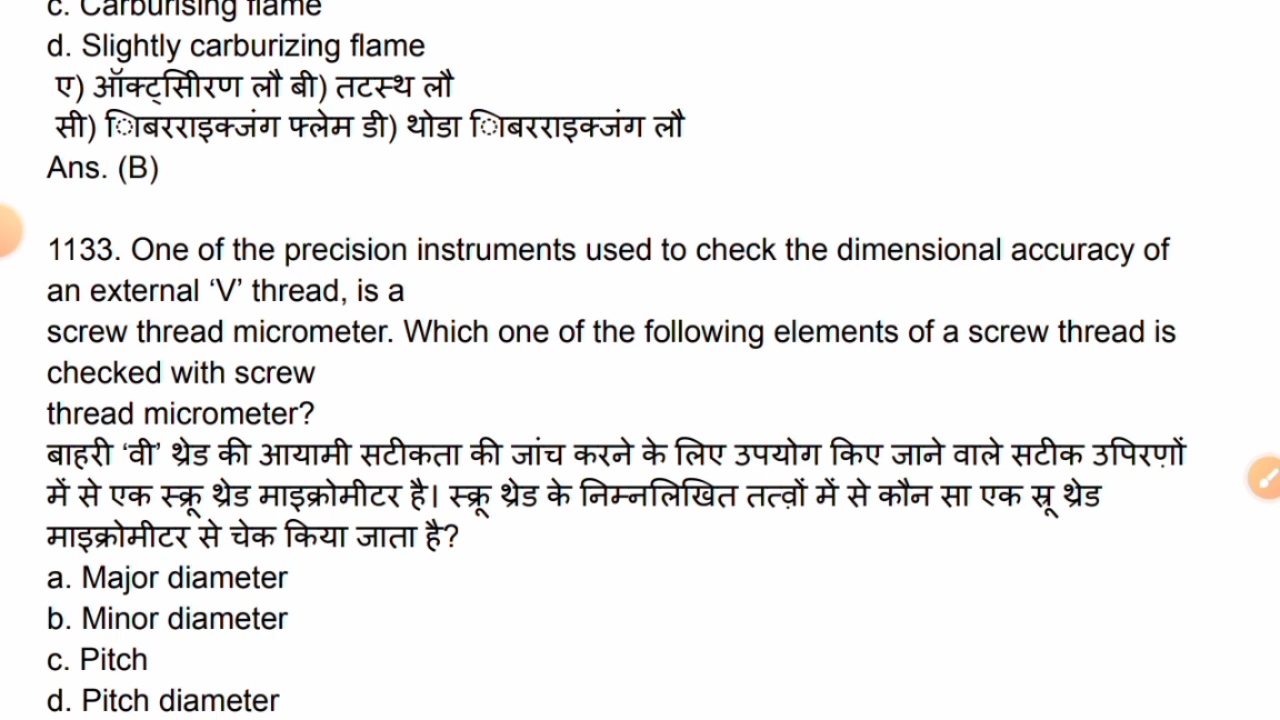 c. Carburising flame
d. Slightly carburizing flame
ए) ऑक्ट्सिीरण लौ बी) तटस्थ लौ
सी) िाबरराइक्जंग फ्लेम डी) थोडा िाबरराइक्जंग लौ
Ans. (B)
1133. One of the precision instruments used to check the dimensional accuracy of
an external ‘V’ thread, is a
screw thread micrometer. Which one of the following elements of a screw thread is
checked with screw
thread micrometer?
बाहरी ‘वी’ थ्रेड की आयामी सटीकता की जांच करने के लिए उपयोग किए जाने वाले सटीक उपिरण़ों
में से एक स्क्रू थ्रेड माइक्रोमीटर है। स्क्रू थ्रेड के निम्नलिखित तत्व़ों में से कौन सा एक स्रू थ्रेड
माइक्रोमीटर से चेक किया जाता है?
a. Major diameter
b. Minor diameter
c. Pitch
d. Pitch diameter